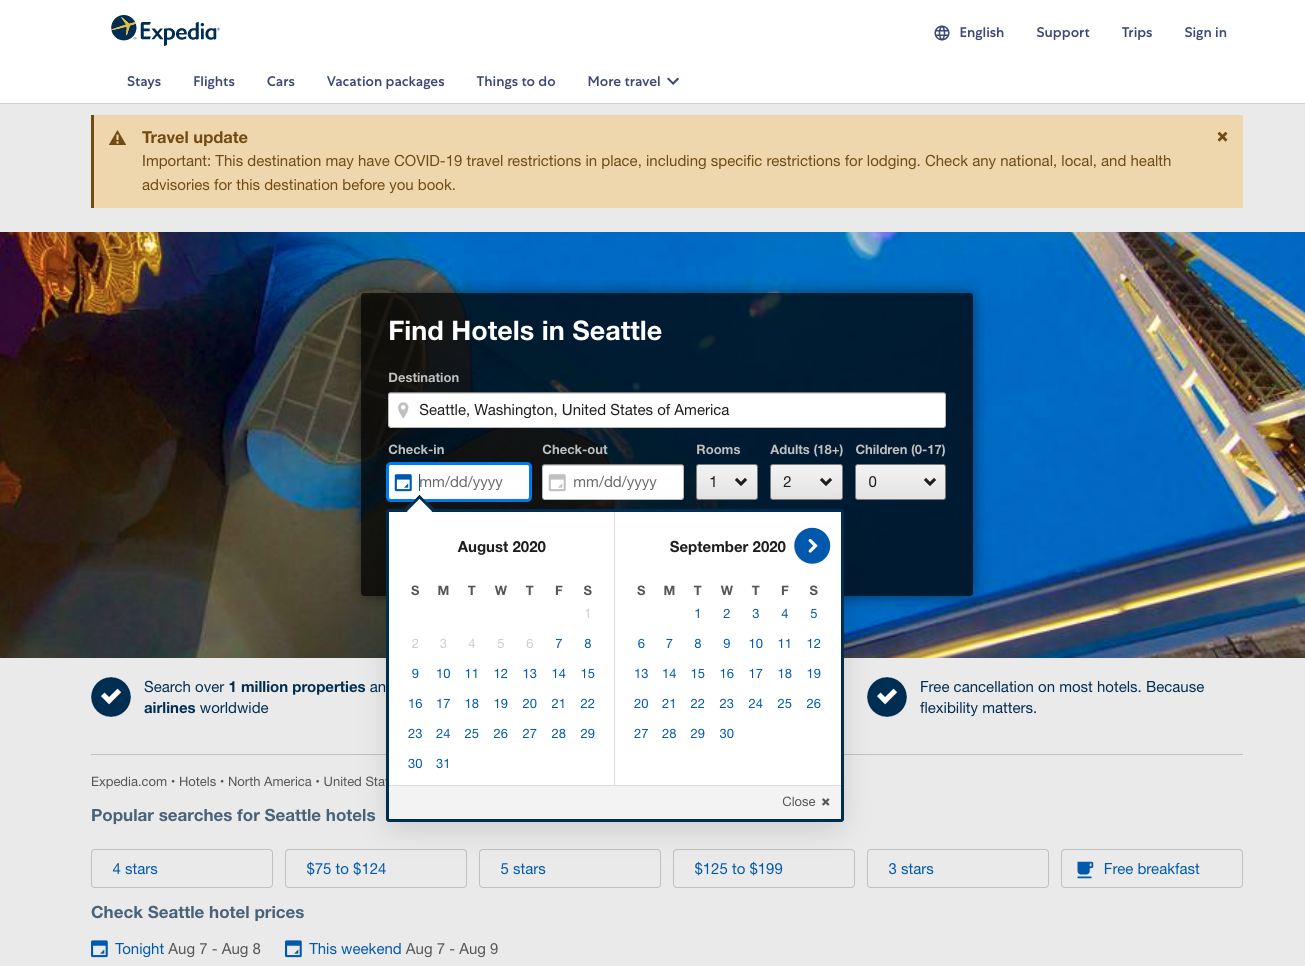 Expedia
English Support Trips Sign in
Stays Flights Cars Vacation packages Things to do More travel
Travel update
Important: This destination may have COVID-19 travel restrictions in place, including specific restrictions for lodging. Check any national, local, and health
advisories for this destination before you book.
Find Hotels in Seattle
Destination
Seattle, Washington, United States of America
Check-in Check-out Rooms Adults (18+) Children (0-17)
mm/dd/yyyy mm/dd/yyyy 1 2 0
August 2020
S M T W T F S
1
2 3 4 5 6 7 8
9 10 11 12 13 14 15
16 17 18 19 20 21 22
23 24 25 26 27 28 29
30 31
September 2020
S M T W T F S
1 2 3 4 5
6 7 8 9 10 11 12
13 14 15 16 17 18 19
20 21 22 23 24 25 26
27 28 29 30
Close
Search over 1 million properties an
airlines worldwide
Free cancellation on most hotels. Because
flexibility matters.
Expedia.com • Hotels • North America • United Sta
Popular searches for Seattle hotels
4 stars $75 to $124 5 stars $125 to $199 3 stars Free breakfast
Check Seattle hotel prices
Tonight Aug 7 - Aug 8 This weekend Aug 7 - Aug 9